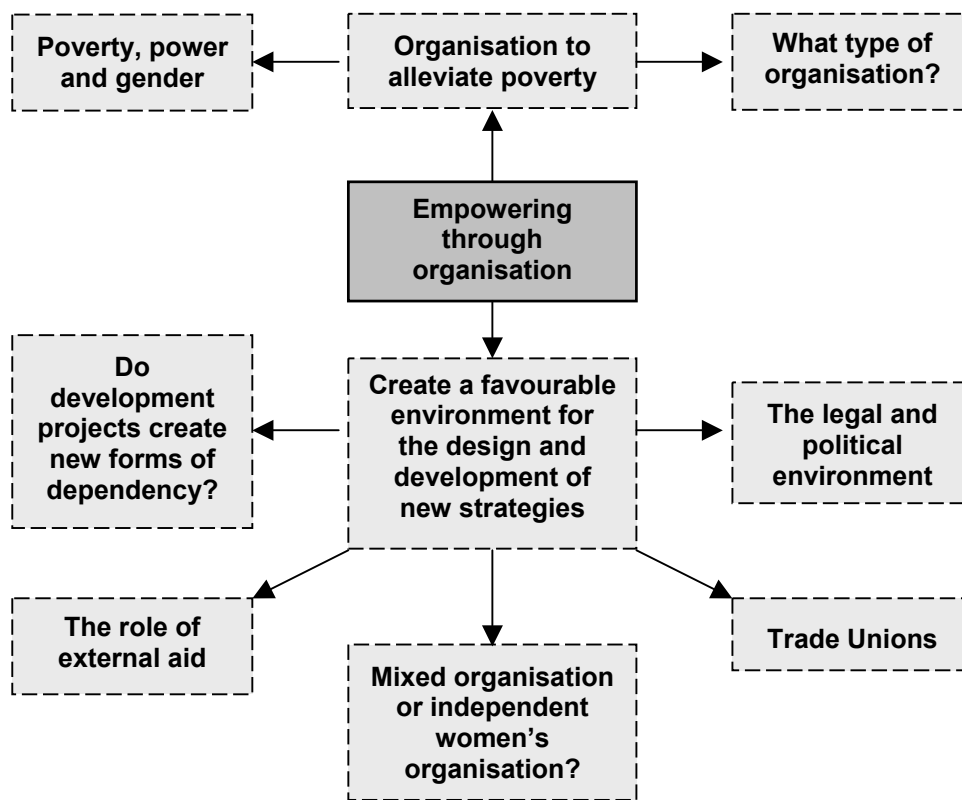 Poverty, power
and gender
Organisation to
alleviate poverty
What type of
organisation?
Empowering
through
organisation
Do
development
projects create
new forms of
dependency?
Create a favourable
environment for
the design and
development of
new strategies
The legal and
political
environment
The role of
external aid
Mixed organisation
or independent
women’s
organisation?
Trade Unions